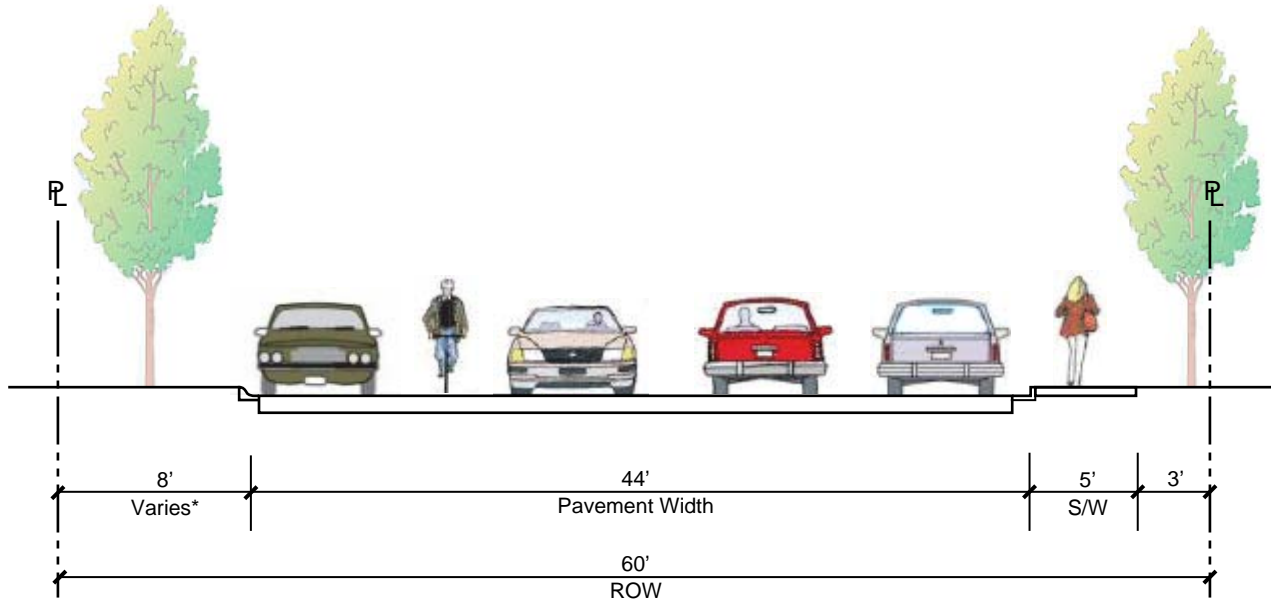 PL
PL
8’
44’
5’
3’
Varies*
Pavement Width
S/W
60’
ROW